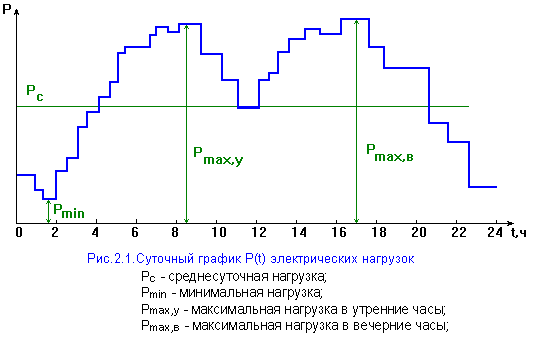 P
Pс
Pmin
Pmax,у
Pmax,в
0 2 4 6 8 10 12 14 16 18 20 22 24 t,ч
Рис.2.1.Суточный график P(t) электрических нагрузок
Pс - среднесуточная нагрузка;
Pmin - минимальная нагрузка;
Pmax,у - максимальная нагрузка в утренние часы;
Pmax,в - максимальная нагрузка в вечерние часы;